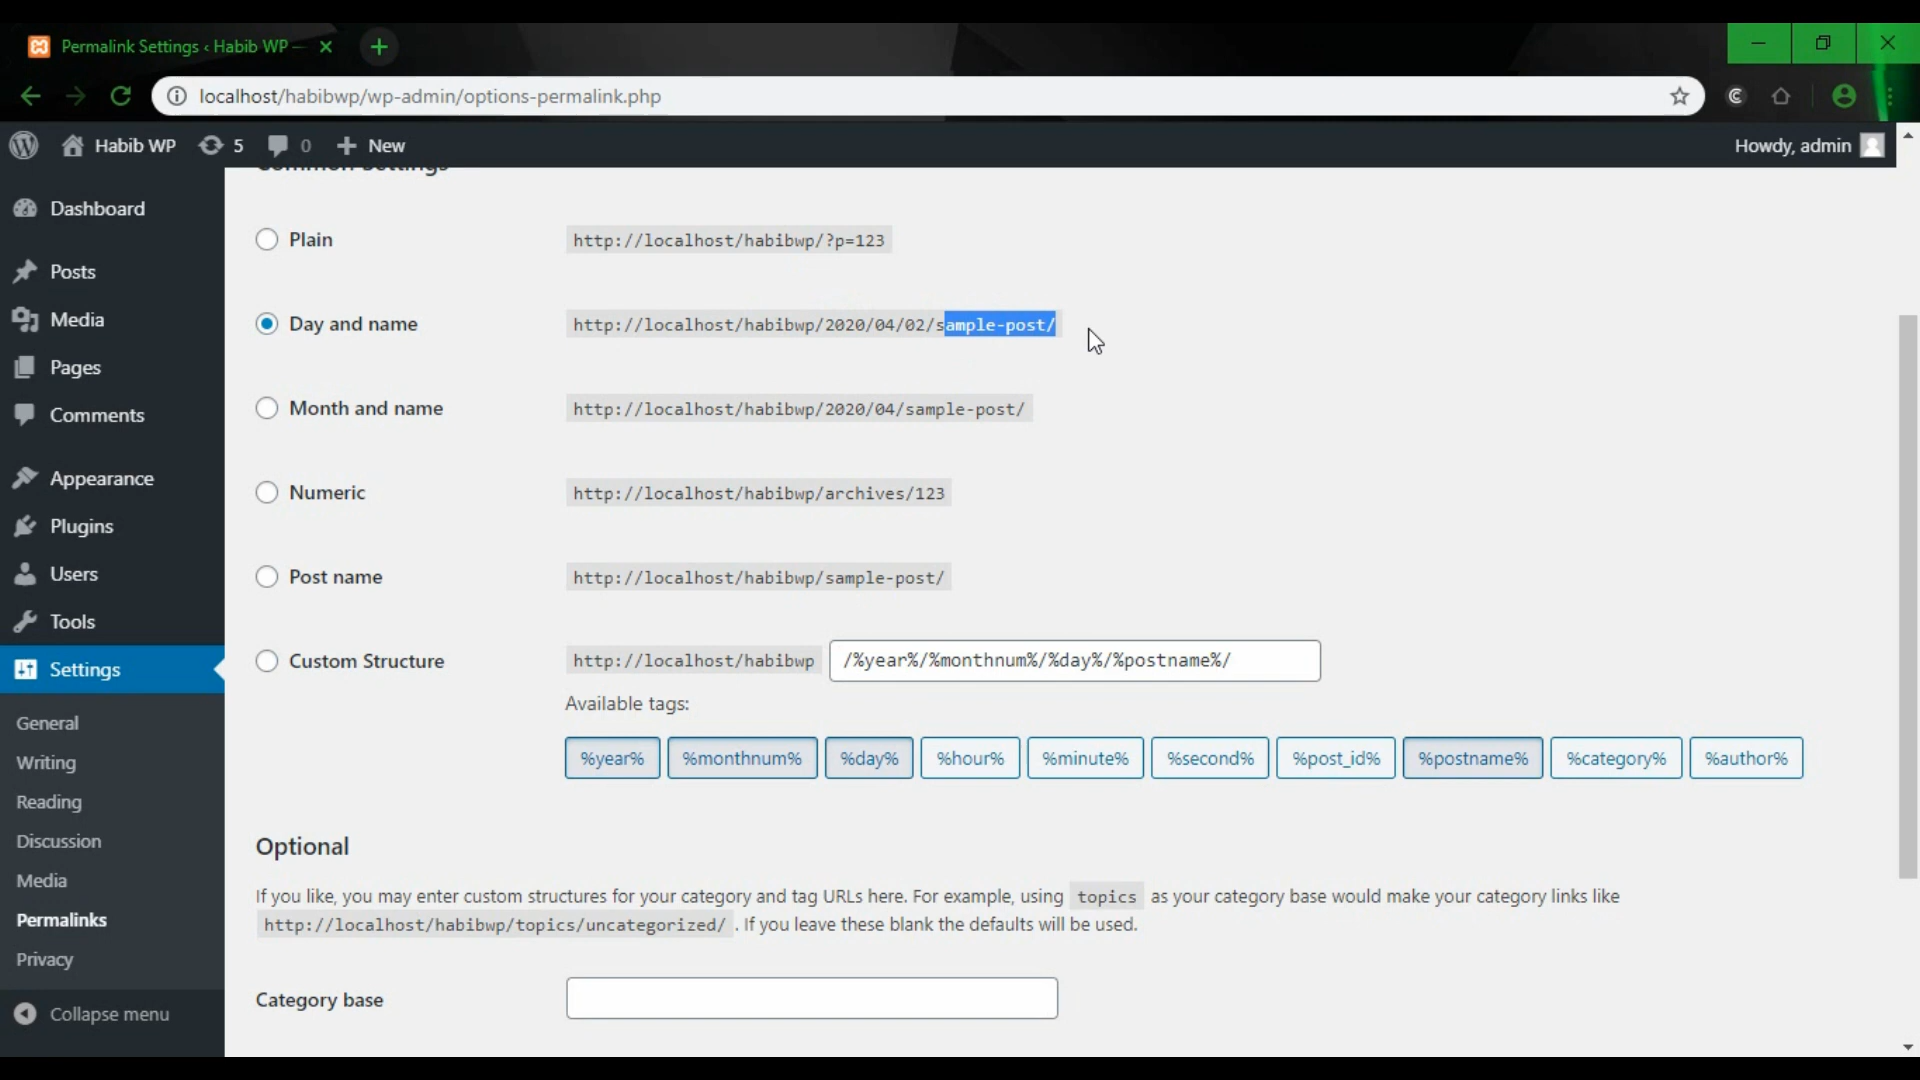 Permalink Settings ‹ Habib WP —
localhost/habibwp/wp-admin/options-permalink.php
Habib WP 5 0 New Howdy, admin
Common Settings
Dashboard
Posts
Media
Pages
Comments
Appearance
Plugins
Users
Tools
Settings
General
Writing
Reading
Discussion
Media
Permalinks
Privacy
Collapse menu
Plain http://localhost/habibwp/?p=123
Day and name http://localhost/habibwp/2020/04/02/sample-post/
Month and name http://localhost/habibwp/2020/04/sample-post/
Numeric http://localhost/habibwp/archives/123
Post name http://localhost/habibwp/sample-post/
Custom Structure http://localhost/habibwp /%year%/%monthnum%/%day%/%postname%/
Available tags:
%year% %monthnum% %day% %hour% %minute% %second% %post_id% %postname% %category% %author%
Optional
If you like, you may enter custom structures for your category and tag URLs here. For example, using topics as your category base would make your category links like
http://localhost/habibwp/topics/uncategorized/ . If you leave these blank the defaults will be used.
Category base